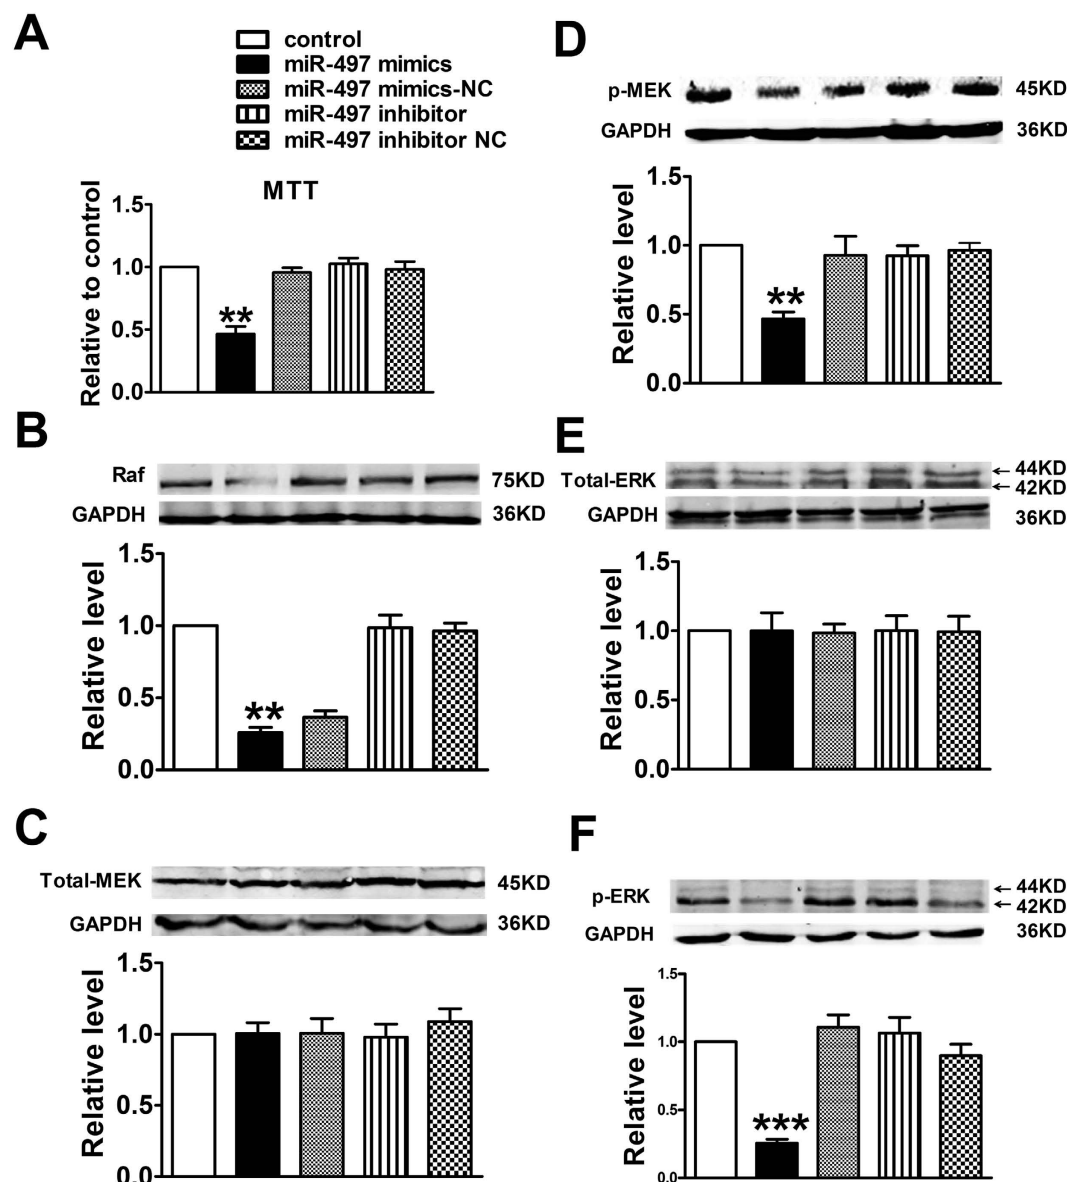 A
control
miR-497 mimics
miR-497 mimics-NC
miR-497 inhibitor
miR-497 inhibitor NC
MTT
Relative to control
1.5
1.0
0.5
0.0
**
B
Raf
75KD
GAPDH
36KD
Relative level
1.5
1.0
0.5
0.0
**
C
Total-MEK
45KD
GAPDH
36KD
Relative level
1.5
1.0
0.5
0.0
D
p-MEK
45KD
GAPDH
36KD
Relative level
1.5
1.0
0.5
0.0
**
E
Total-ERK
←44KD
←42KD
GAPDH
36KD
Relative level
1.5
1.0
0.5
0.0
F
p-ERK
←44KD
←42KD
GAPDH
36KD
Relative level
1.5
1.0
0.5
0.0
***